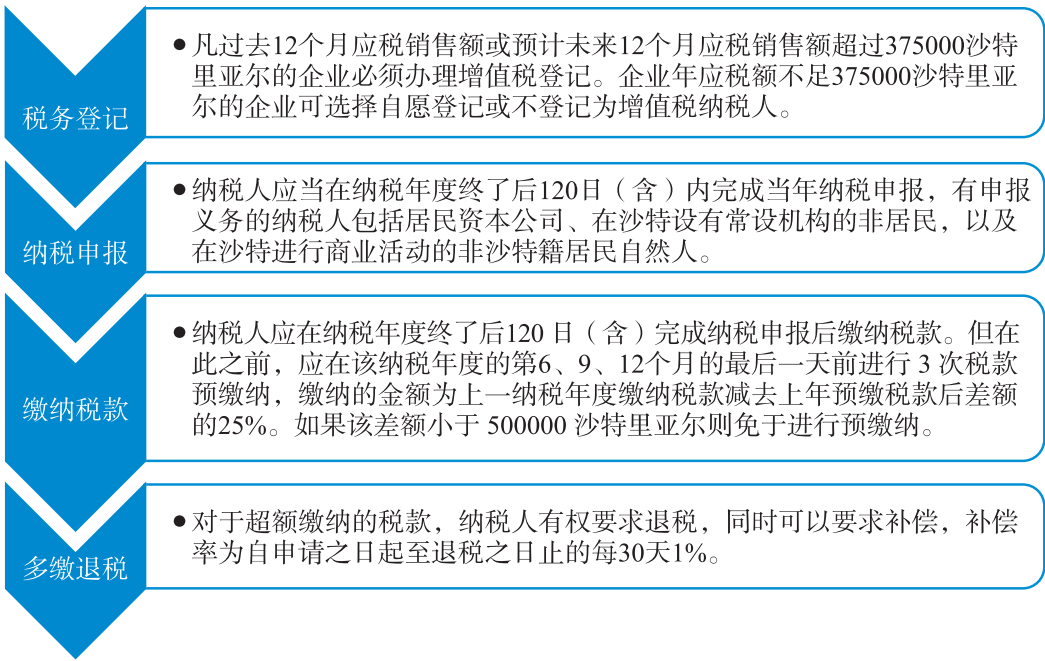 税务登记
●凡过去12个月应税销售额或预计未来12个月应税销售额超过375000沙特
里亚尔的企业必须办理增值税登记。企业年应税额不足375000沙特里亚
尔的企业可选择自愿登记或不登记为增值税纳税人。
纳税申报
●纳税人应当在纳税年度终了后120日（含）内完成当年纳税申报，有申报
义务的纳税人包括居民资本公司、在沙特设有常设机构的非居民，以及
在沙特进行商业活动的非沙特籍居民自然人。
缴纳税款
●纳税人应在纳税年度终了后120 日（含）完成纳税申报后缴纳税款。但在
此之前，应在该纳税年度的第6、9、12个月的最后一天前进行 3 次税款
预缴纳，缴纳的金额为上一纳税年度缴纳税款减去上年预缴税款后差额
的25%。如果该差额小于 500000 沙特里亚尔则免于进行预缴纳。
多缴退税
●对于超额缴纳的税款，纳税人有权要求退税，同时可以要求补偿，补偿
率为自申请之日起至退税之日止的每30天1%。